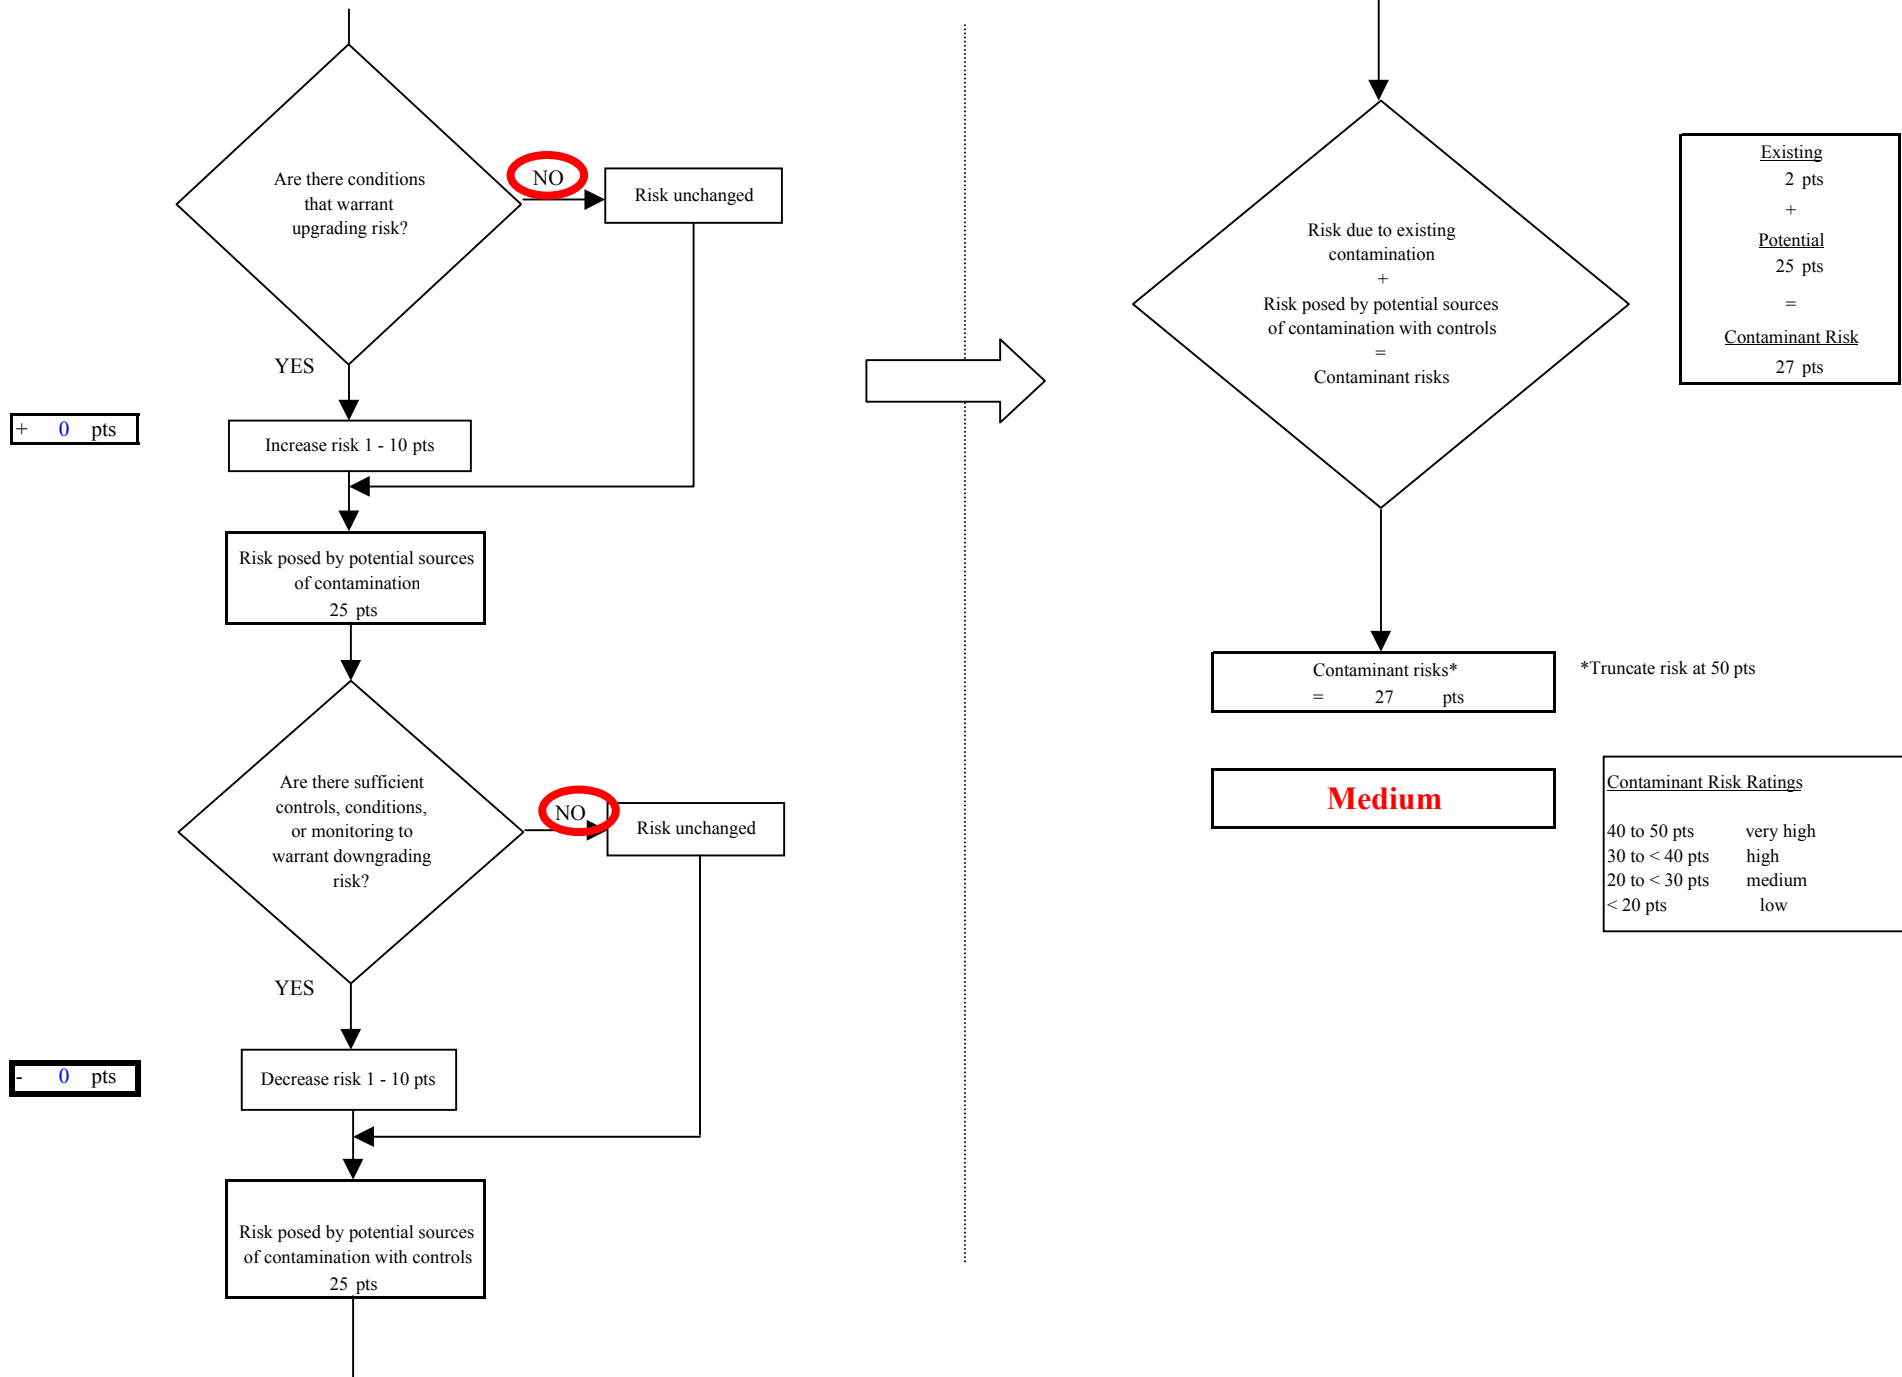 Are there conditions
that warrant
upgrading risk?
NO
Risk unchanged
YES
+ 0 pts
Increase risk 1 - 10 pts
Risk posed by potential sources
of contamination
25 pts
Are there sufficient
controls, conditions,
or monitoring to
warrant downgrading
risk?
NO
Risk unchanged
YES
- 0 pts
Decrease risk 1 - 10 pts
Risk posed by potential sources
of contamination with controls
25 pts
Risk due to existing
contamination
+
Risk posed by potential sources
of contamination with controls
=
Contaminant risks
Existing
2 pts
+
Potential
25 pts
=
Contaminant Risk
27 pts
Contaminant risks*
= 27 pts
*Truncate risk at 50 pts
Medium
Contaminant Risk Ratings
40 to 50 pts very high
30 to < 40 pts high
20 to < 30 pts medium
< 20 pts low